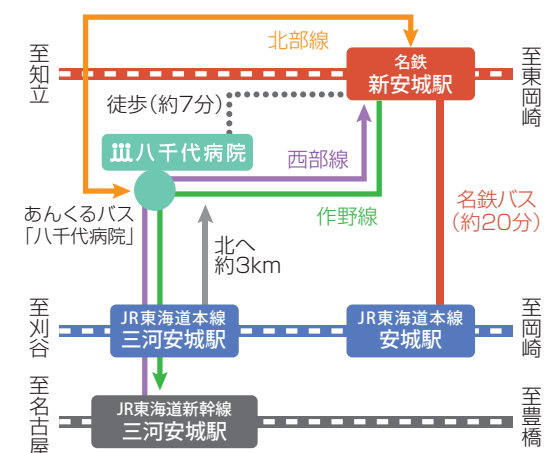 北部線
至知立
名鉄
新安城駅
至東岡崎
徒歩（約7分）
八千代病院
西部線
あんくるバス
「八千代病院」
作野線
名鉄バス
（約20分）
北へ
約3km
至刈谷
JR東海道本線
三河安城駅
JR東海道本線
安城駅
至岡崎
至名古屋
JR東海道新幹線
三河安城駅
至豊橋